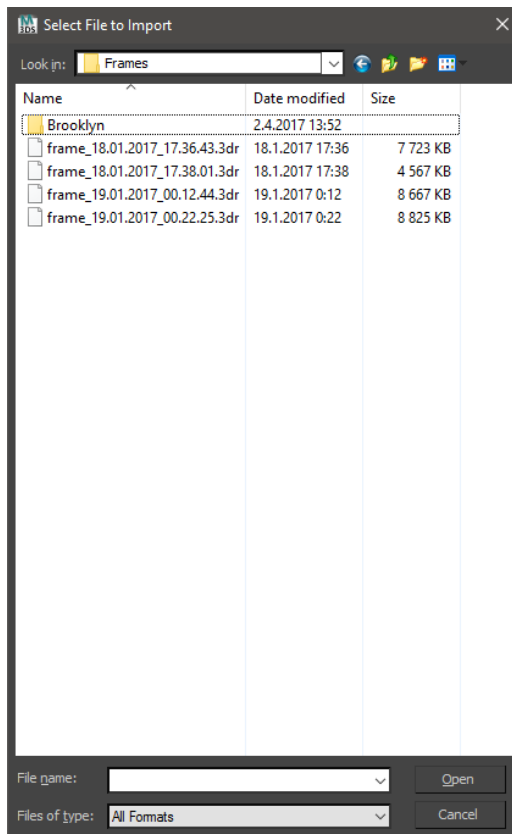 Select File to Import
Look in: Frames
Name Date modified Size
Brooklyn 2.4.2017 13:52
frame_18.01.2017_17.36.43.3dr 18.1.2017 17:36 7 723 KB
frame_18.01.2017_17.38.01.3dr 18.1.2017 17:38 4 567 KB
frame_19.01.2017_00.12.44.3dr 19.1.2017 0:12 8 667 KB
frame_19.01.2017_00.22.25.3dr 19.1.2017 0:22 8 825 KB
File name: Open
Files of type: All Formats Cancel